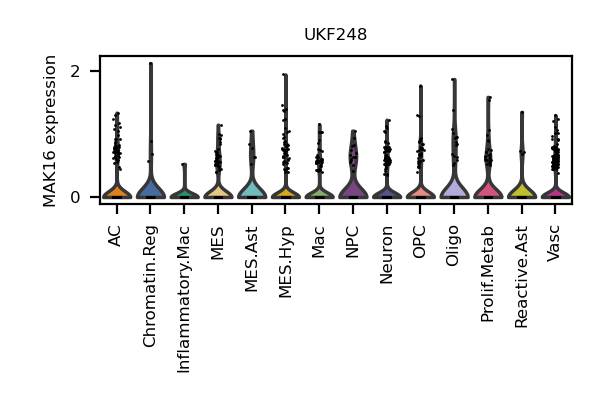 UKF248
MAK16 expression
2
0
AC
Chromatin.Reg
Inflammatory.Mac
MES
MES.Ast
MES.Hyp
Mac
NPC
Neuron
OPC
Oligo
Prolif.Metab
Reactive.Ast
Vasc